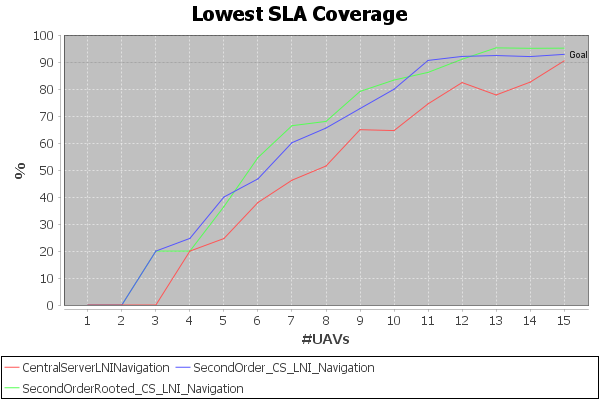 Lowest SLA Coverage
100
90
80
70
60
50
40
30
20
10
0
%
Goal
1 2 3 4 5 6 7 8 9 10 11 12 13 14 15
#UAVs
CentralServerLNINavigation SecondOrder_CS_LNI_Navigation
SecondOrderRooted_CS_LNI_Navigation